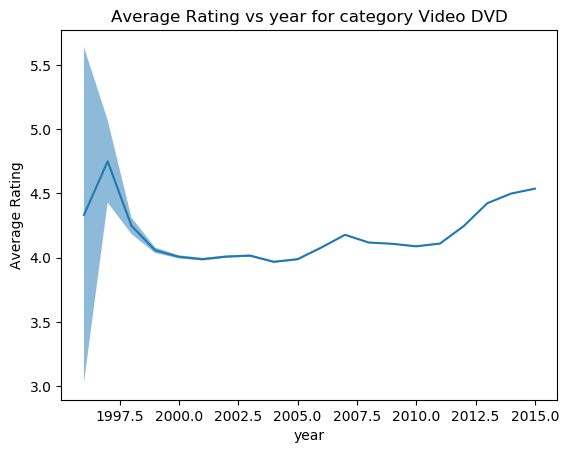 Average Rating vs year for category Video DVD
Average Rating
5.5
5.0
4.5
4.0
3.5
3.0
1997.5 2000.0 2002.5 2005.0 2007.5 2010.0 2012.5 2015.0
year